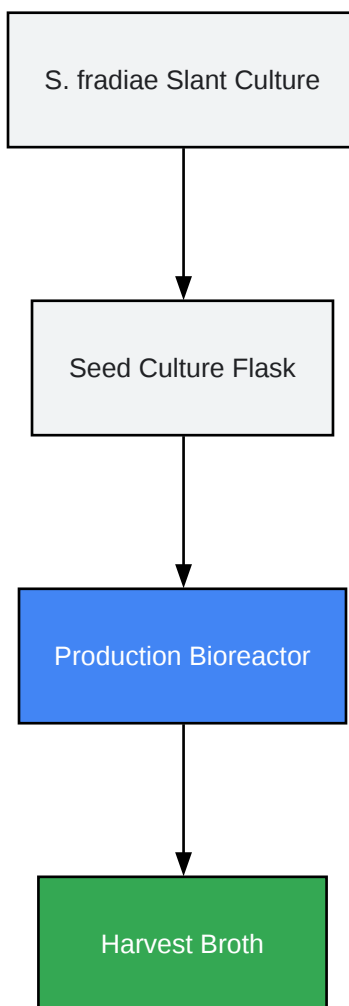 S. fradiae Slant Culture
Seed Culture Flask
Production Bioreactor
Harvest Broth